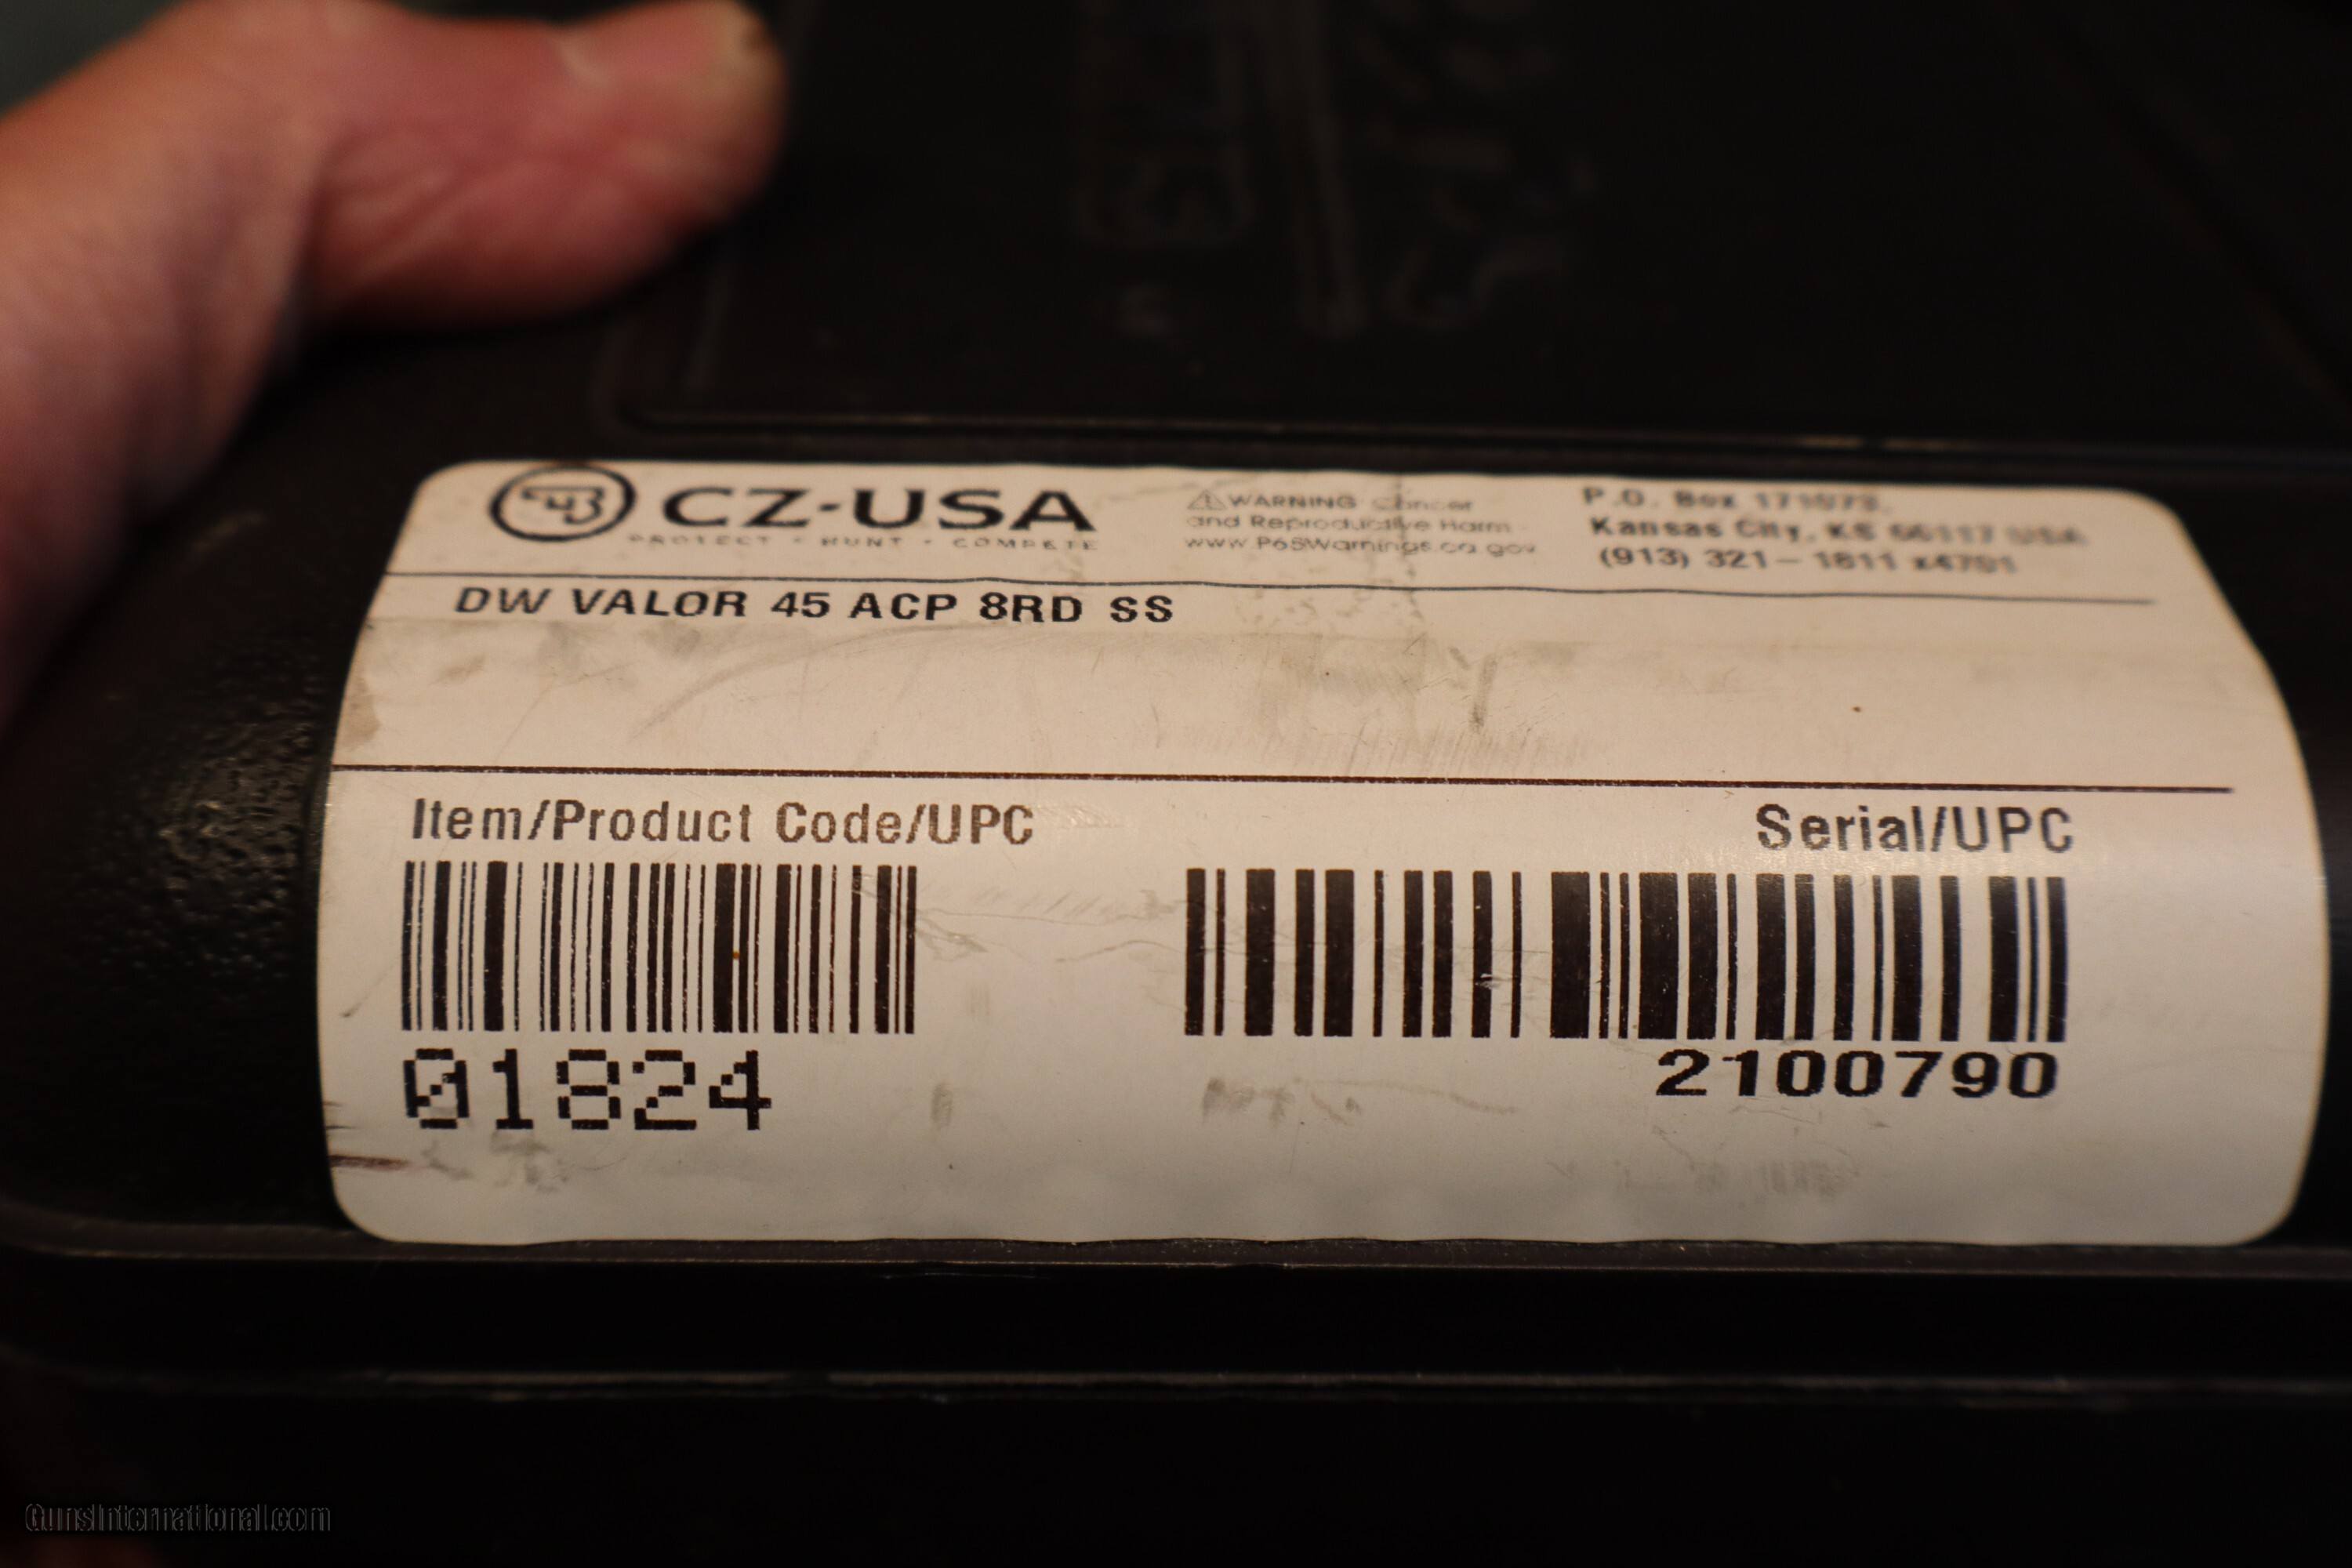 CZ-USA
PROTECT • HUNT • COMPETE
WARNING Cancer
and Reproductive Harm
www.P65Warnings.ca.gov
P.O. Box
Kansas City, KS 66117 USA
(913) 321-1811 x4701
DW VALOR 45 ACP 8RD SS
Item/Product Code/UPC
Serial/UPC
01824
2100790
GunsInternational.com